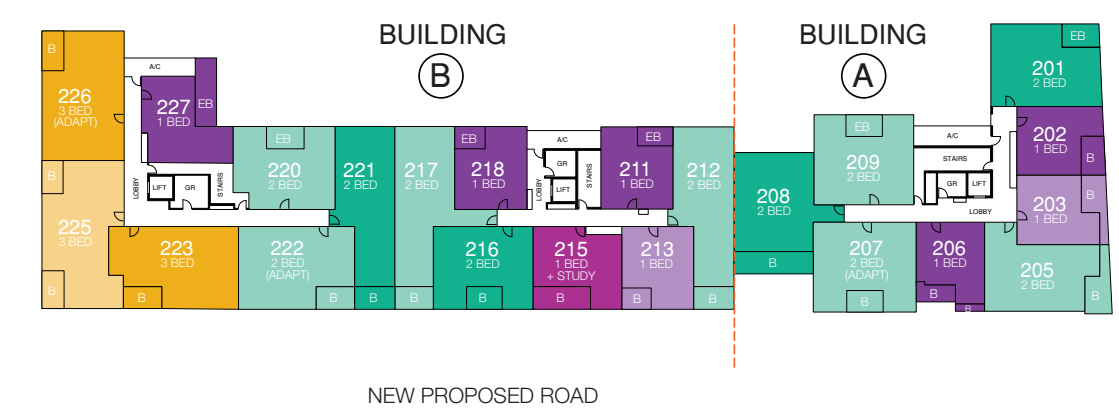 BUILDING
B
BUILDING
A
EB
201
2 BED
B
A/C
226
3 BED
(ADAPT)
227
1 BED
EB
EB
220
2 BED
221
2 BED
217
2 BED
EB
218
1 BED
A/C
GR
LIFT
LOBBY
STAIRS
EB
211
1 BED
212
2 BED
EB
209
2 BED
A/C
STAIRS
GR
LIFT
LOBBY
202
1 BED
B
203
1 BED
B
B
LOBBY
LIFT
GR
STAIRS
208
2 BED
B
225
3 BED
B
223
3 BED
B
222
2 BED
(ADAPT)
B
B
B
216
2 BED
B
215
1 BED
+ STUDY
B
213
1 BED
B
B
207
2 BED
(ADAPT)
B
206
1 BED
B
B
205
2 BED
B
NEW PROPOSED ROAD